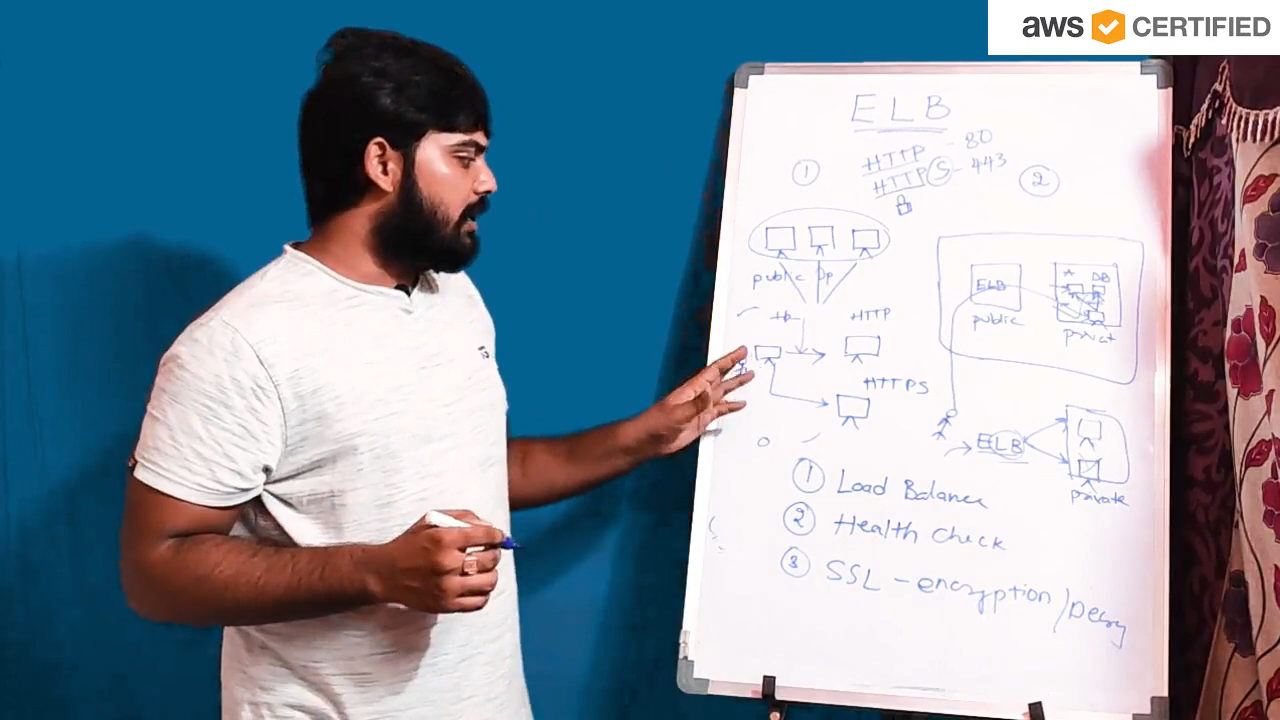 aws CERTIFIED
ELB
HTTP - 80
HTTPS - 443
1
2
public
HTTP
HTTPS
ELB
public
DB
ELB
private
1 Load Balance
2 Health check
3 SSL - encryption /